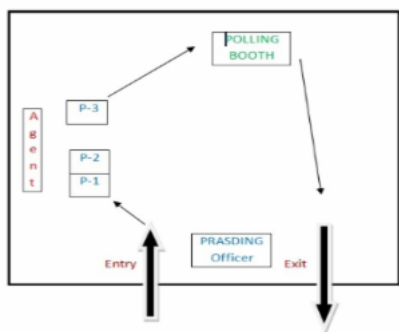 POLLING
BOOTH
P-3
A
g
e
n
t
P-2
P-1
Entry
PRASDING
Officer
Exit